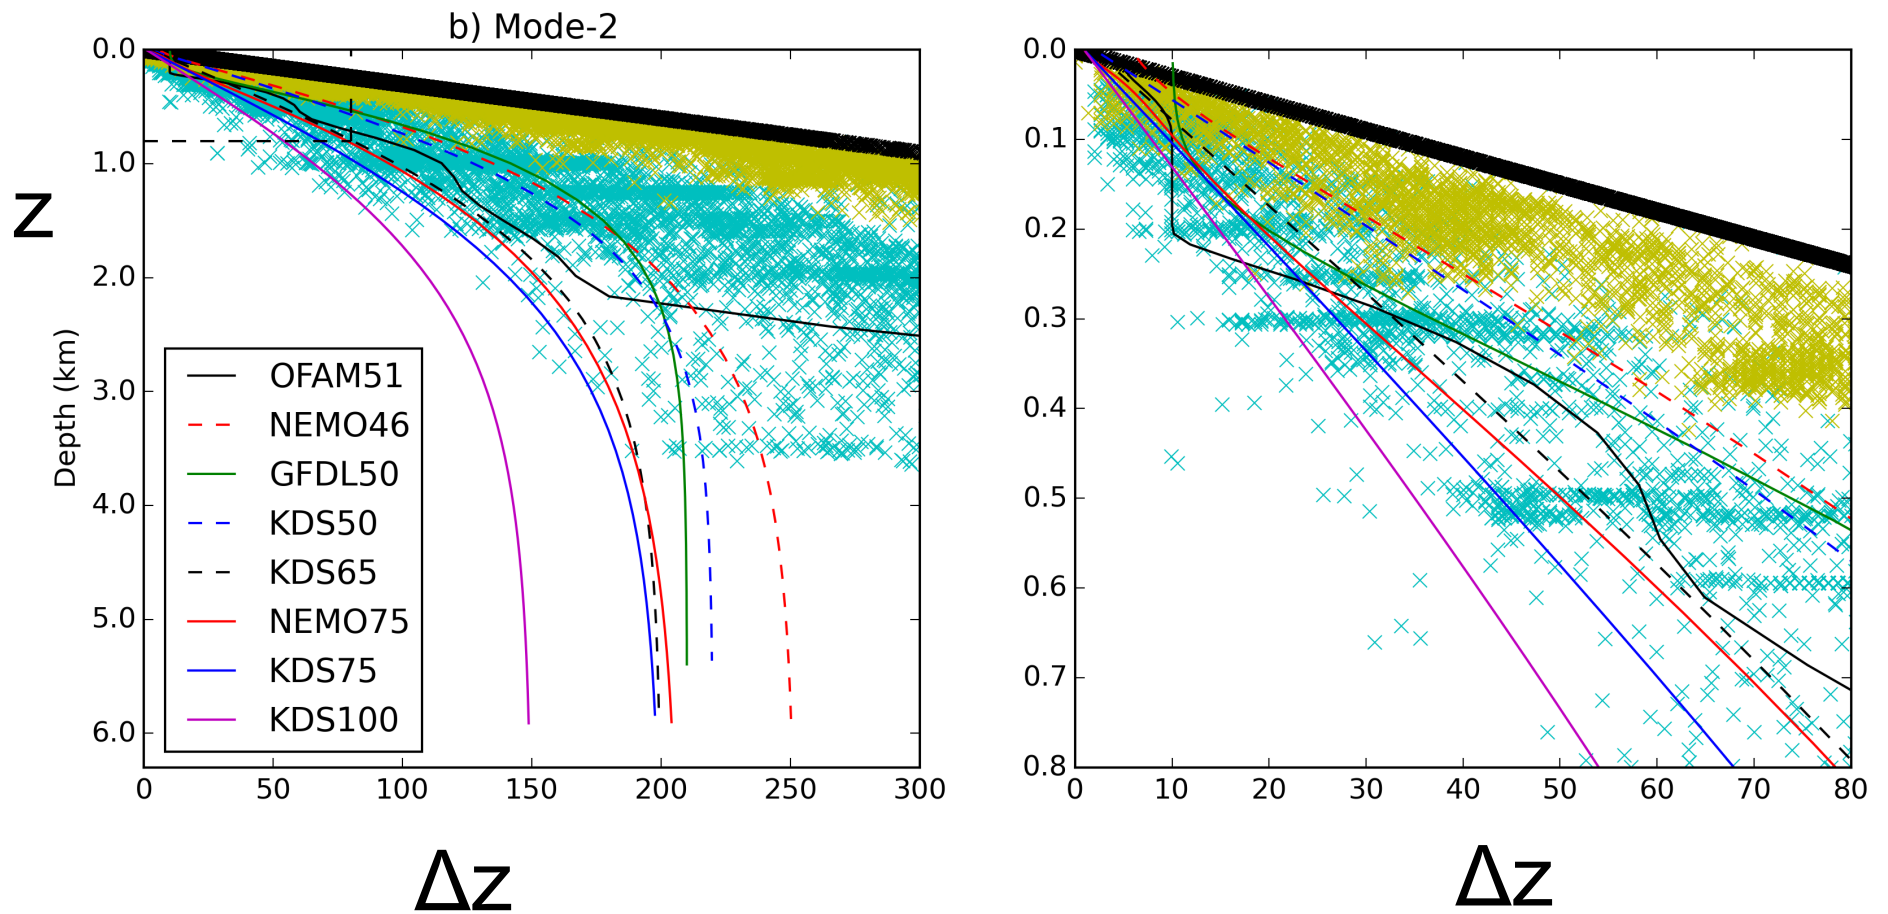 b) Mode-2
z
Depth (km)
0.0
1.0
2.0
3.0
4.0
5.0
6.0
OFAM51
NEMO46
GFDL50
KDS50
KDS65
NEMO75
KDS75
KDS100
0 50 100 150 200 250 300
Δz
0.0
0.1
0.2
0.3
0.4
0.5
0.6
0.7
0.8
0 10 20 30 40 50 60 70 80
Δz